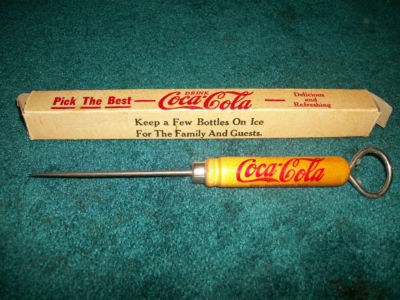 Pick The Best — DRINK Coca-Cola — Delicious and Refreshing
Keep a Few Bottles On Ice
For The Family And Guests.
Coca-Cola